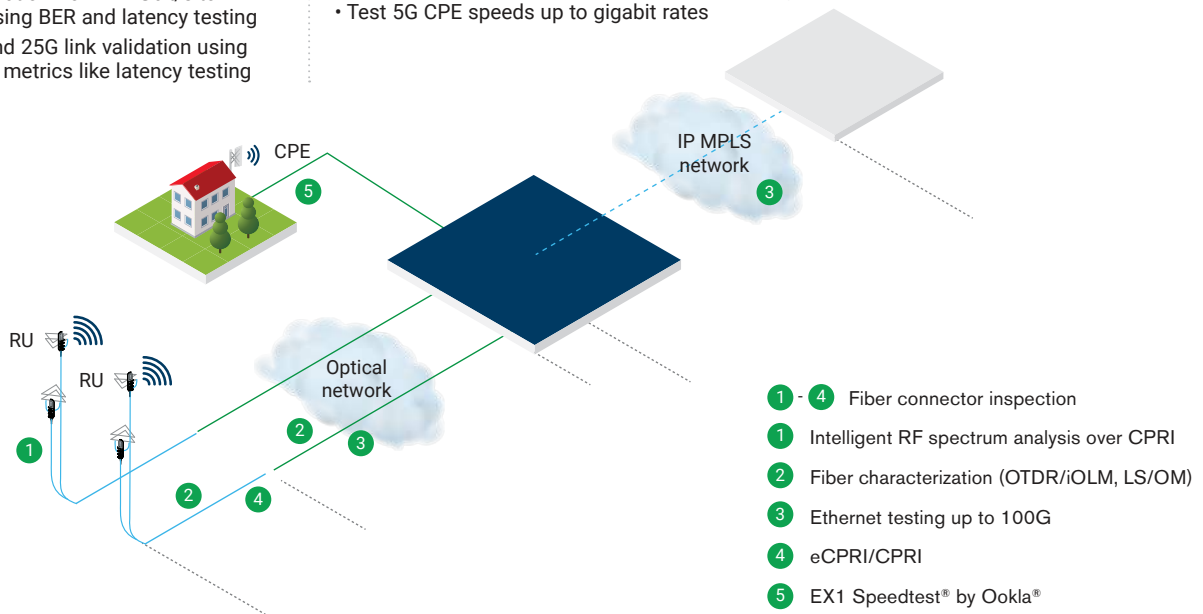 sing BER and latency testing
nd 25G link validation using
metrics like latency testing
• Test 5G CPE speeds up to gigabit rates
IP MPLS
network
3
CPE
5
RU
RU
Optical
network
1
2
3
2
4
1 - 4 Fiber connector inspection
1 Intelligent RF spectrum analysis over CPRI
2 Fiber characterization (OTDR/iOLM, LS/OM)
3 Ethernet testing up to 100G
4 eCPRI/CPRI
5 EX1 Speedtest® by Ookla®